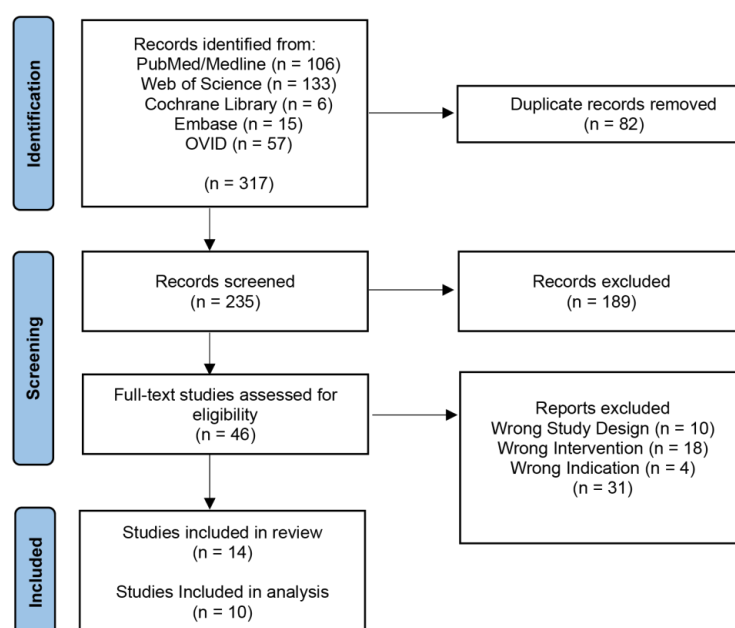 Identification
Records identified from:
PubMed/Medline (n = 106)
Web of Science (n = 133)
Cochrane Library (n = 6)
Embase (n = 15)
OVID (n = 57)
(n = 317)
Duplicate records removed
(n = 82)
Screening
Records screened
(n = 235)
Records excluded
(n = 189)
Full-text studies assessed for
eligibility
(n = 46)
Reports excluded
Wrong Study Design (n = 10)
Wrong Intervention (n = 18)
Wrong Indication (n = 4)
(n = 31)
Included
Studies included in review
(n = 14)
Studies Included in analysis
(n = 10)